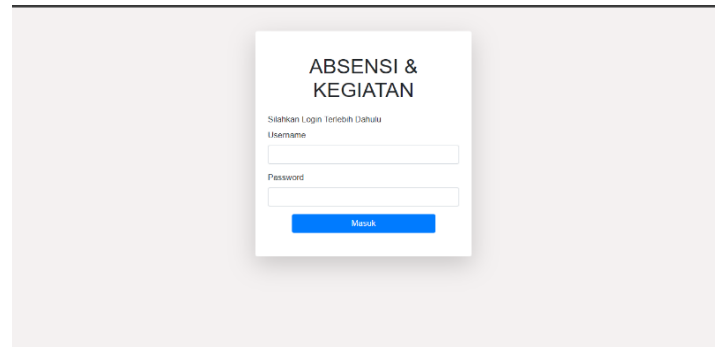 ABSENSI &
KEGIATAN
Silahkan Login Terlebih Dahulu
Username
Password
Masuk